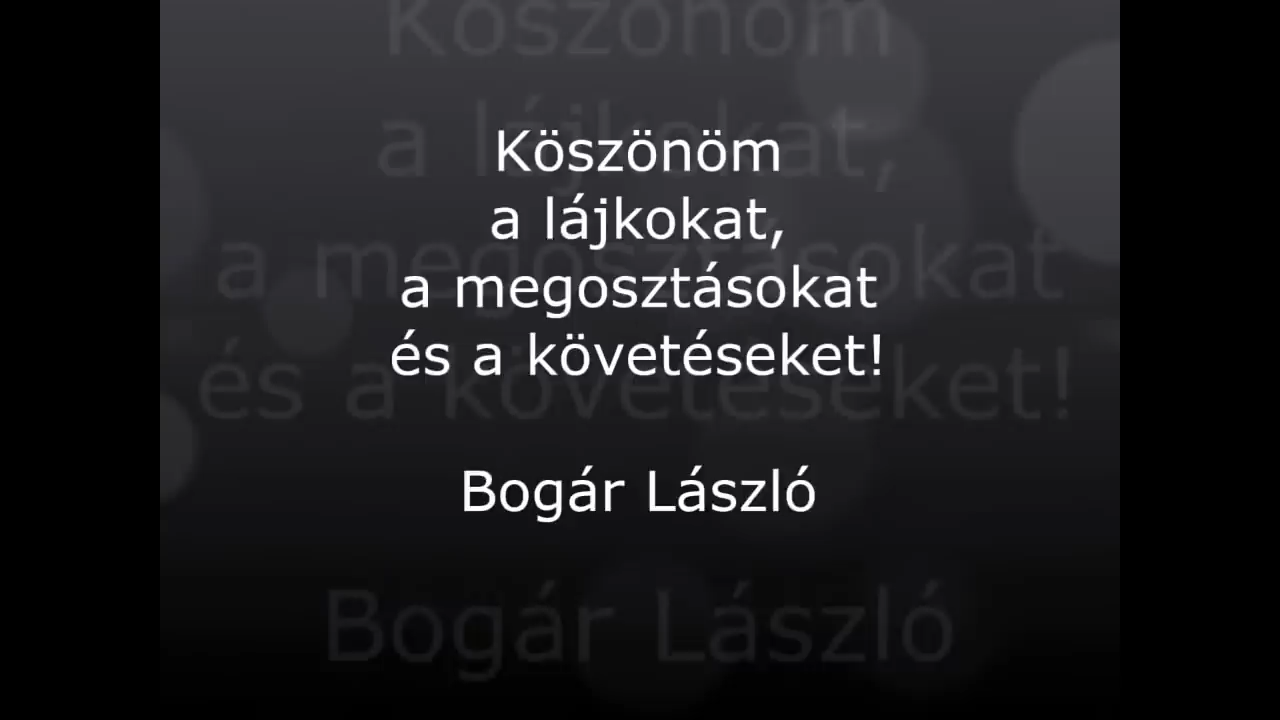 Köszönöm
a lájkokat,
a megosztásokat
és a követéseket!
Bogár László